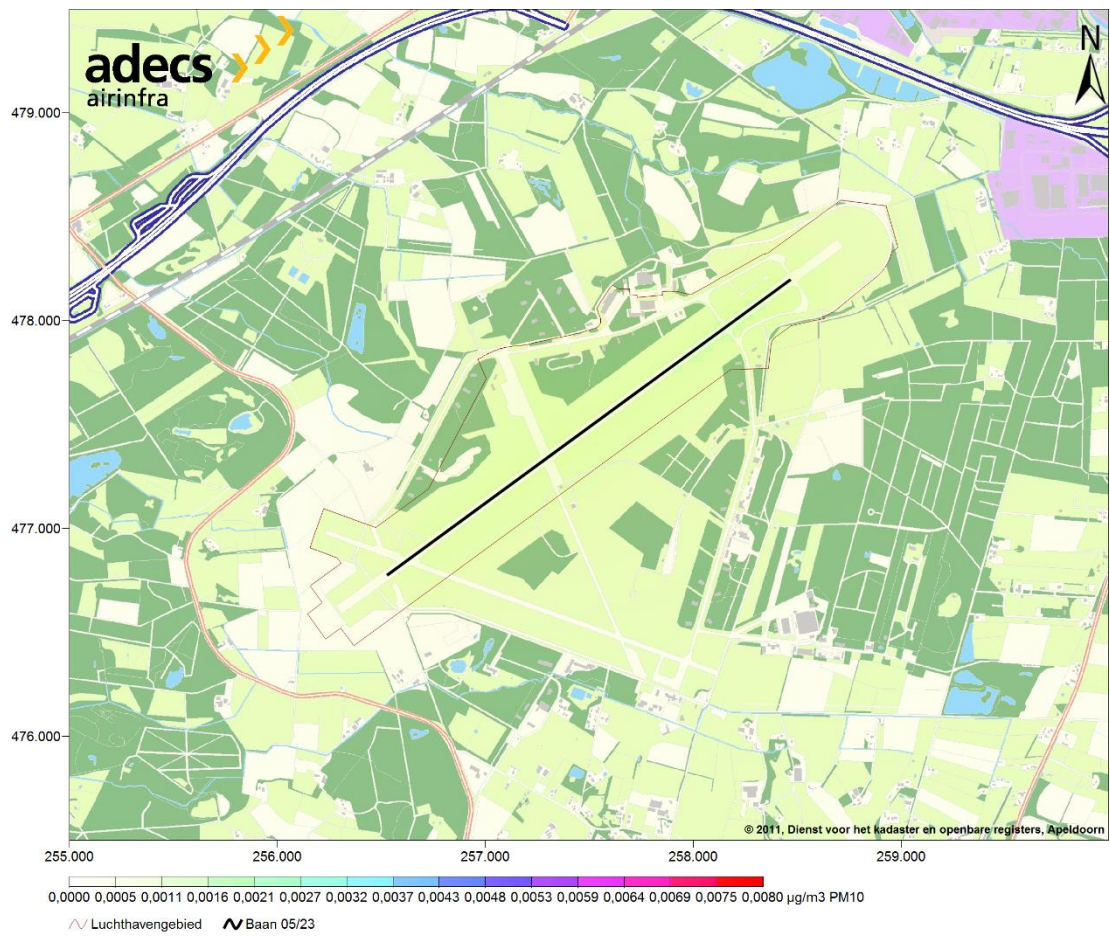 adecs
airinfra
N
479.000
478.000
477.000
476.000
© 2011, Dienst voor het kadaster en openbare registers, Apeldoorn
255.000 256.000 257.000 258.000 259.000
0,0000 0,0005 0,0011 0,0016 0,0021 0,0027 0,0032 0,0037 0,0043 0,0048 0,0053 0,0059 0,0064 0,0069 0,0075 0,0080 µg/m3 PM10
Luchthavengebied Baan 05/23